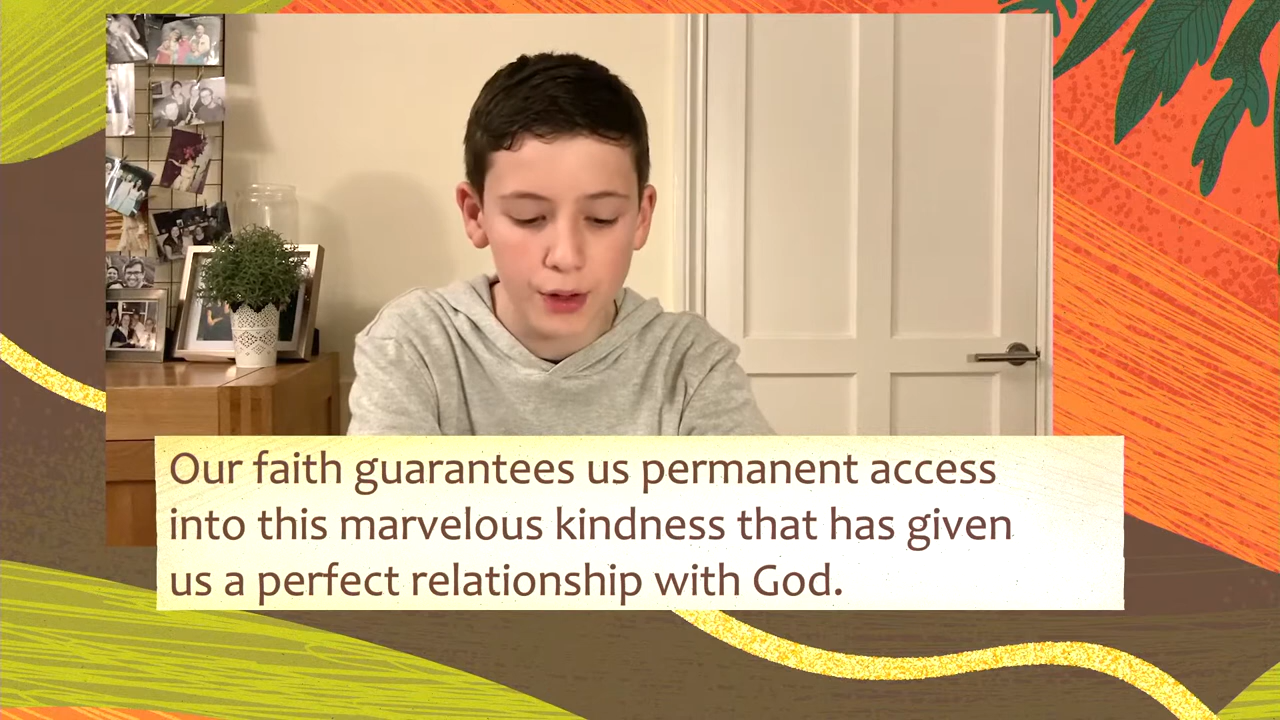 Our faith guarantees us permanent access
into this marvelous kindness that has given
us a perfect relationship with God.